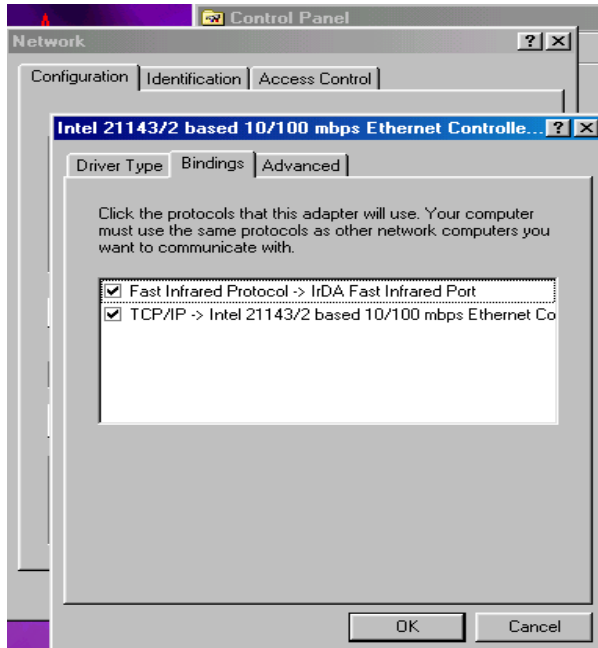 Control Panel
Network
Configuration Identification Access Control
Intel 21143/2 based 10/100 mbps Ethernet Controlle...
Driver Type Bindings Advanced
Click the protocols that this adapter will use. Your computer
must use the same protocols as other network computers you
want to communicate with.
Fast Infrared Protocol -> IrDA Fast Infrared Port
TCP/IP -> Intel 21143/2 based 10/100 mbps Ethernet Co
OK Cancel